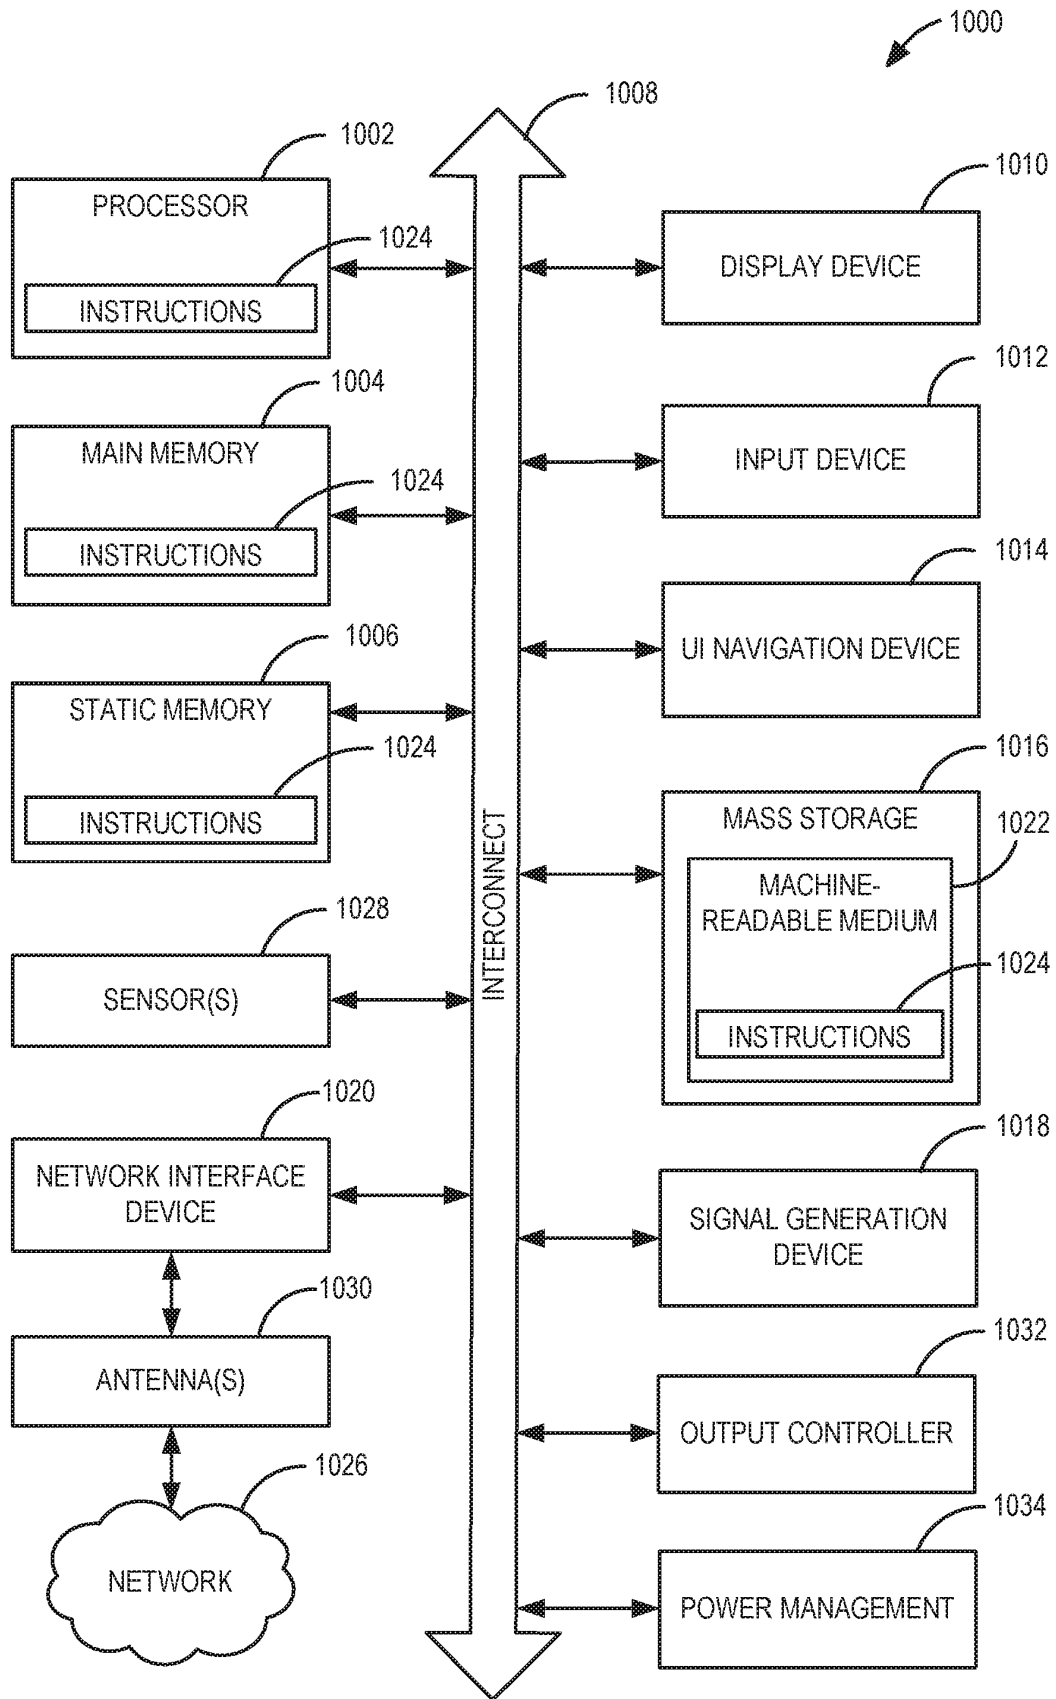 1000
1008
1002
PROCESSOR
1024
INSTRUCTIONS
1004
MAIN MEMORY
1024
INSTRUCTIONS
1006
STATIC MEMORY
1024
INSTRUCTIONS
1028
SENSOR(S)
1020
NETWORK INTERFACE
DEVICE
1030
ANTENNA(S)
1026
NETWORK
INTERCONNECT
1010
DISPLAY DEVICE
1012
INPUT DEVICE
1014
UI NAVIGATION DEVICE
1016
MASS STORAGE
1022
MACHINE-
READABLE MEDIUM
1024
INSTRUCTIONS
1018
SIGNAL GENERATION
DEVICE
1032
OUTPUT CONTROLLER
1034
POWER MANAGEMENT